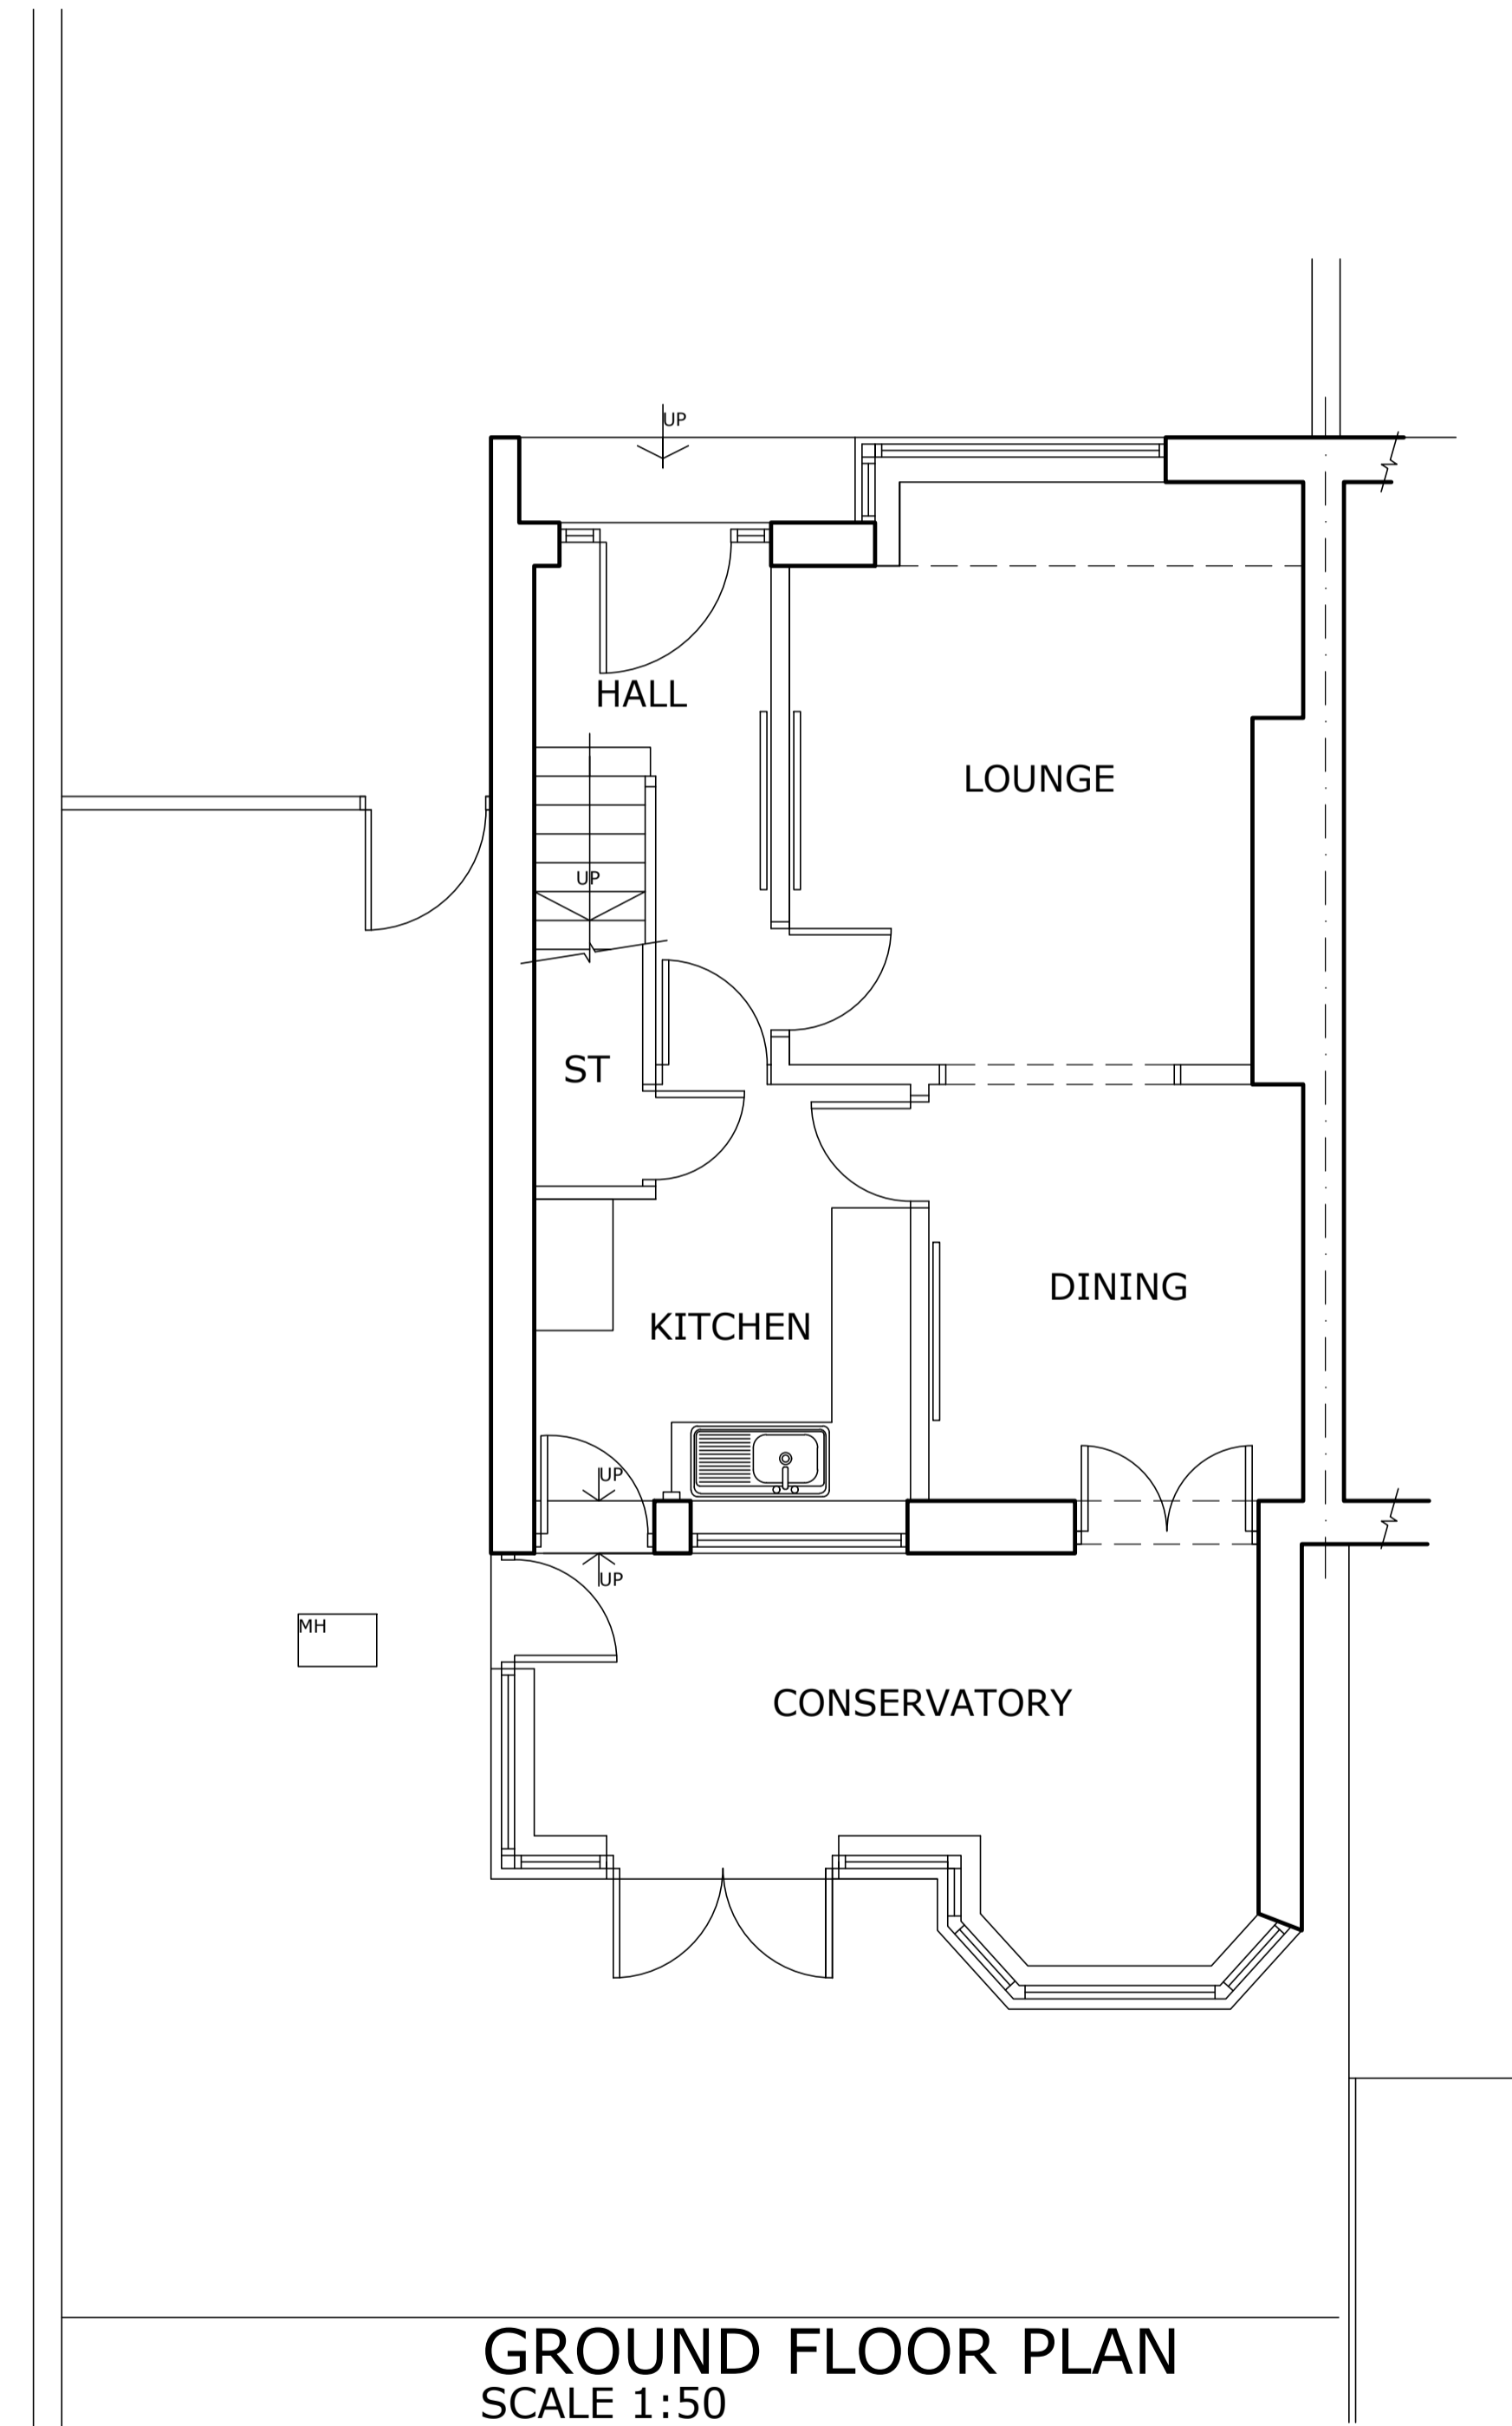 UP
HALL
LOUNGE
UP
ST
DINING
KITCHEN
UP
UP
MH
CONSERVATORY
GROUND FLOOR PLAN
SCALE 1:50